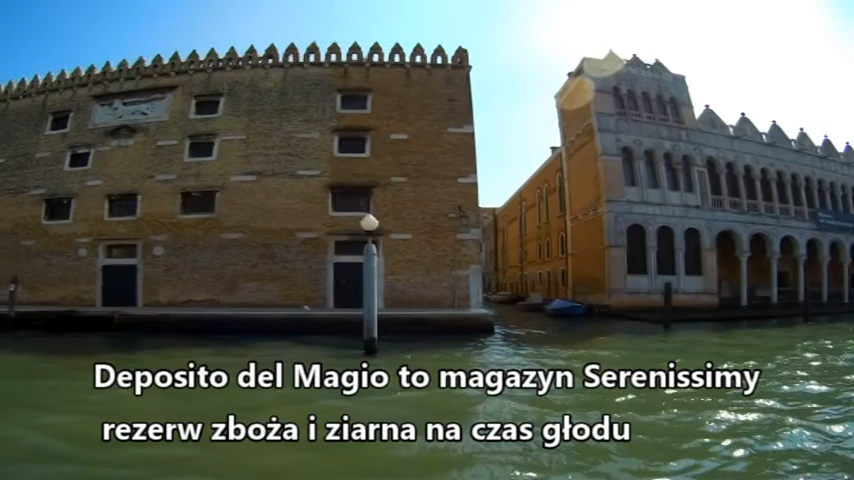 Deposito del Magio to magazyn Serenissimy
rezerw zboża i ziarna na czas głodu